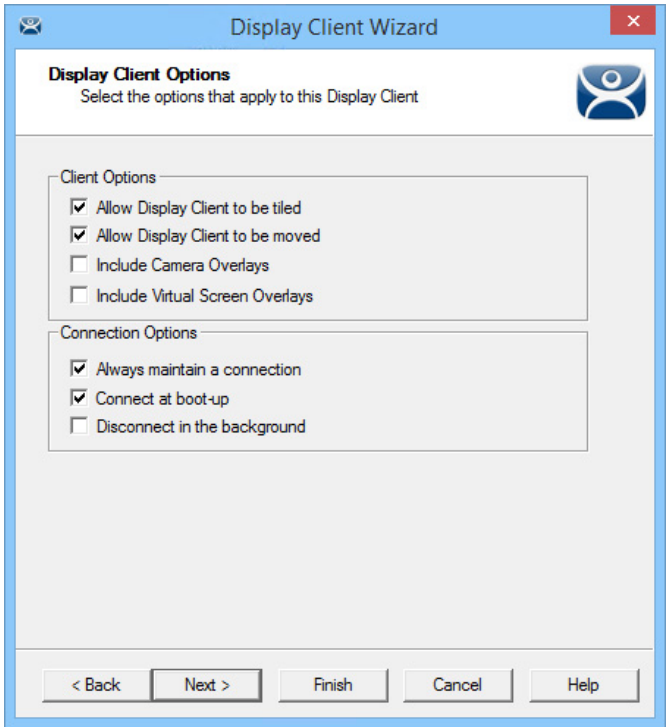 Display Client Wizard
Display Client Options
Select the options that apply to this Display Client
Client Options
Allow Display Client to be tiled
Allow Display Client to be moved
Include Camera Overlays
Include Virtual Screen Overlays
Connection Options
Always maintain a connection
Connect at boot-up
Disconnect in the background
< Back Next > Finish Cancel Help